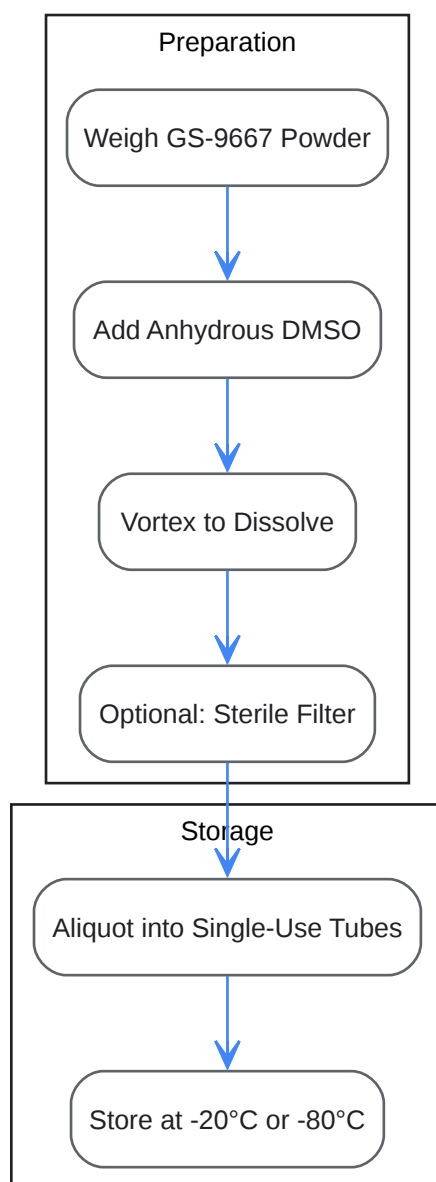 Preparation
Weigh GS-9667 Powder
Add Anhydrous DMSO
Vortex to Dissolve
Optional: Sterile Filter
Storage
Aliquot into Single-Use Tubes
Store at -20°C or -80°C